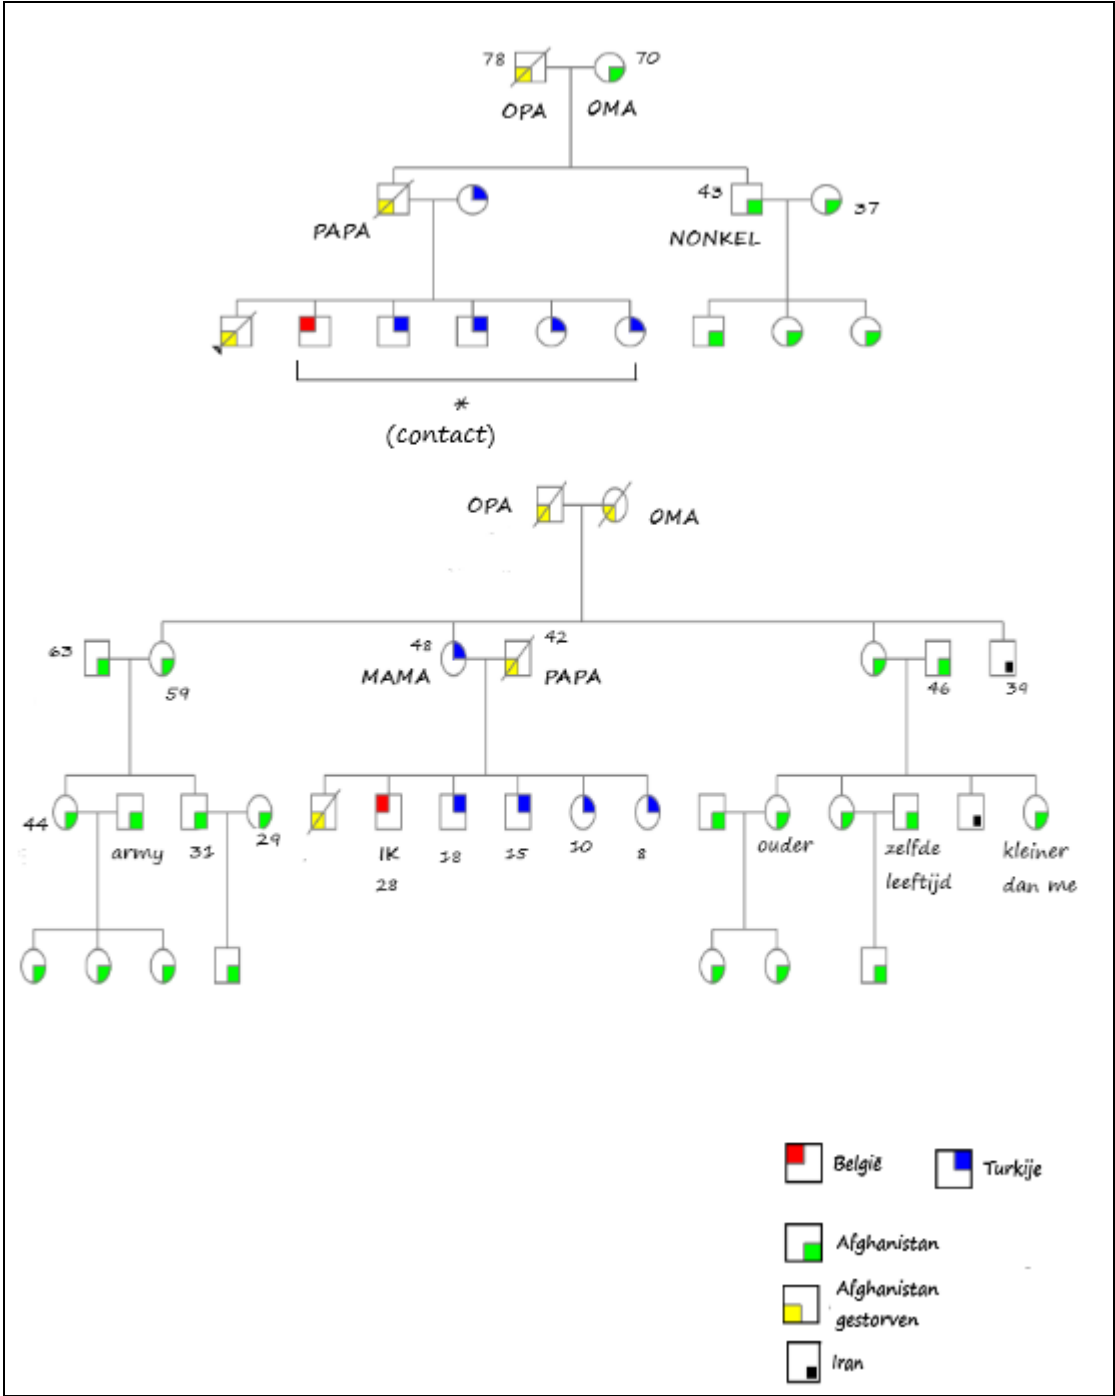 78
70
OPA
OMA
43
37
PAPA
NONKEL
*
(contact)
OPA
OMA
63
59
48
42
MAMA
PAPA
46
39
44
army
31
29
IK
28
18
15
10
8
ouder
zelfde
leeftijd
kleiner
dan me
België
Turkije
Afghanistan
Afghanistan
gestorven
Iran